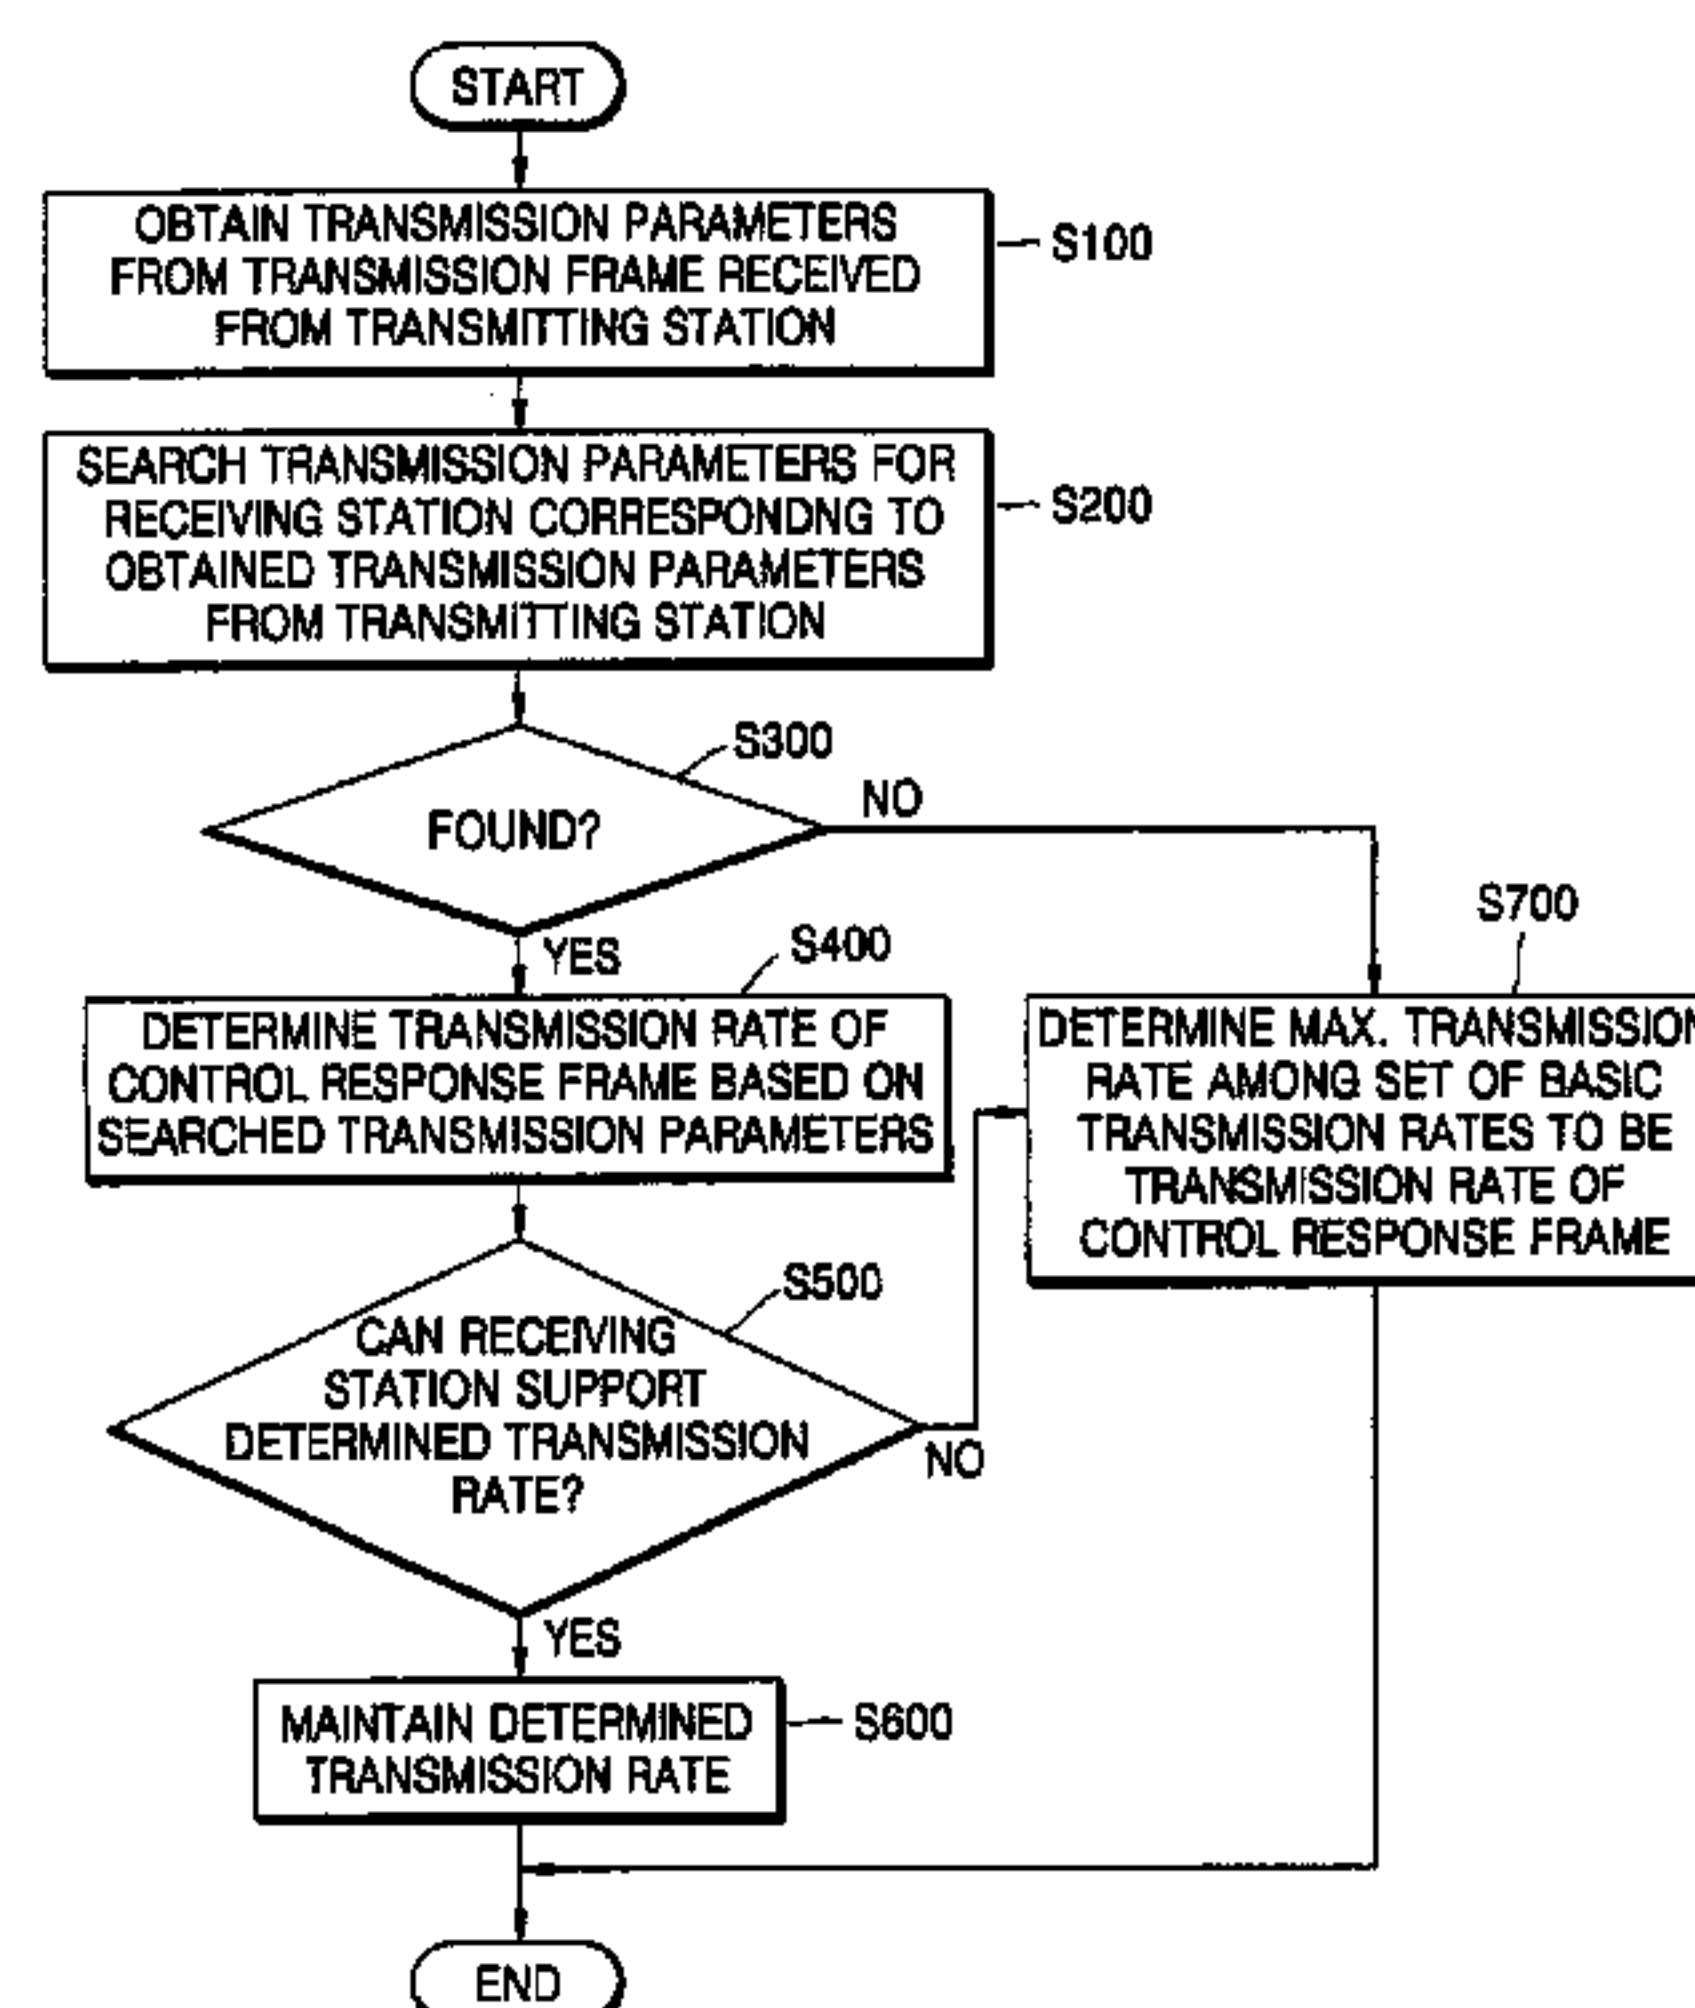 START
OBTAIN TRANSMISSION PARAMETERS
FROM TRANSMISSION FRAME RECEIVED
FROM TRANSMITTING STATION
S100
SEARCH TRANSMISSION PARAMETERS FOR
RECEIVING STATION CORRESPONDNG TO
OBTAINED TRANSMISSION PARAMETERS
FROM TRANSMITTING STATION
S200
S300
FOUND?
NO
YES
S400
DETERMINE TRANSMISSION RATE OF
CONTROL RESPONSE FRAME BASED ON
SEARCHED TRANSMISSION PARAMETERS
S700
DETERMINE MAX. TRANSMISSION
RATE AMONG SET OF BASIC
TRANSMISSION RATES TO BE
TRANSMISSION RATE OF
CONTROL RESPONSE FRAME
S500
CAN RECEIVING
STATION SUPPORT
DETERMINED TRANSMISSION
RATE?
NO
YES
MAINTAIN DETERMINED
TRANSMISSION RATE
S600
END